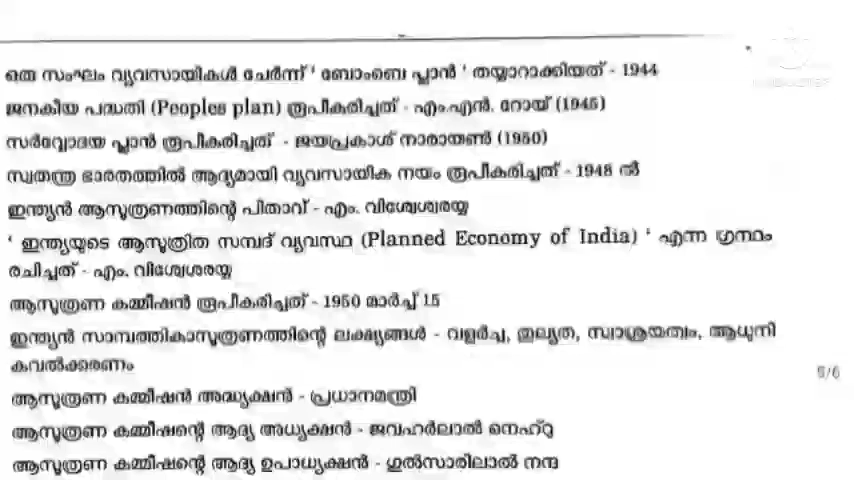 ഒരു സംഘം വ്യവസായികൾ ചേർന്ന് ' ബോംബെ പ്ലാൻ ' തയ്യാറാക്കിയത് - 1944
ജനകീയ പദ്ധതി (Peoples plan) രൂപീകരിച്ചത് - എം.എൻ. റോയ് (1945)
സർവ്വോദയ പ്ലാൻ രൂപീകരിച്ചത് - ജയപ്രകാശ് നാരായൺ (1950)
സ്വതന്ത്ര ഭാരതത്തിൽ ആദ്യമായി വ്യവസായിക നയം രൂപീകരിച്ചത് - 1948 ൽ
ഇന്ത്യൻ ആസൂത്രണത്തിന്റെ പിതാവ് - എം. വിശ്വേശ്വരയ്യ
' ഇന്ത്യയുടെ ആസൂത്രിത സമ്പദ് വ്യവസ്ഥ (Planned Economy of India) ' എന്ന ഗ്രന്ഥം
രചിച്ചത് - എം. വിശ്വേശരയ്യ
ആസൂത്രണ കമ്മീഷൻ രൂപീകരിച്ചത് - 1950 മാർച്ച് 15
ഇന്ത്യൻ സാമ്പത്തികാസൂത്രണത്തിന്റെ ലക്ഷ്യങ്ങൾ - വളർച്ച, തുല്യത, സ്വാശ്രയത്വം, ആധുനി
കവൽക്കരണം
5/6
ആസൂത്രണ കമ്മീഷൻ അദ്ധ്യക്ഷൻ - പ്രധാനമന്ത്രി
ആസൂത്രണ കമ്മീഷന്റെ ആദ്യ അധ്യക്ഷൻ - ജവഹർലാൽ നെഹ്റു
ആസൂത്രണ കമ്മീഷന്റെ ആദ്യ ഉപാധ്യക്ഷൻ - ഗുൽസാരിലാൽ നന്ദ